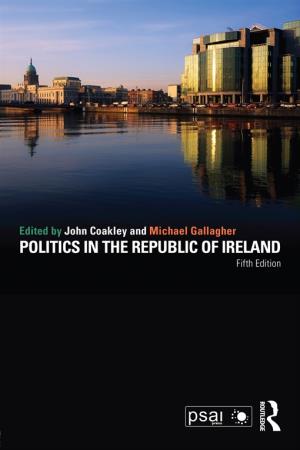 Edited by John Coakley and Michael Gallagher
POLITICS IN THE REPUBLIC OF IRELAND
Fifth Edition
psai
press
ROUTLEDGE